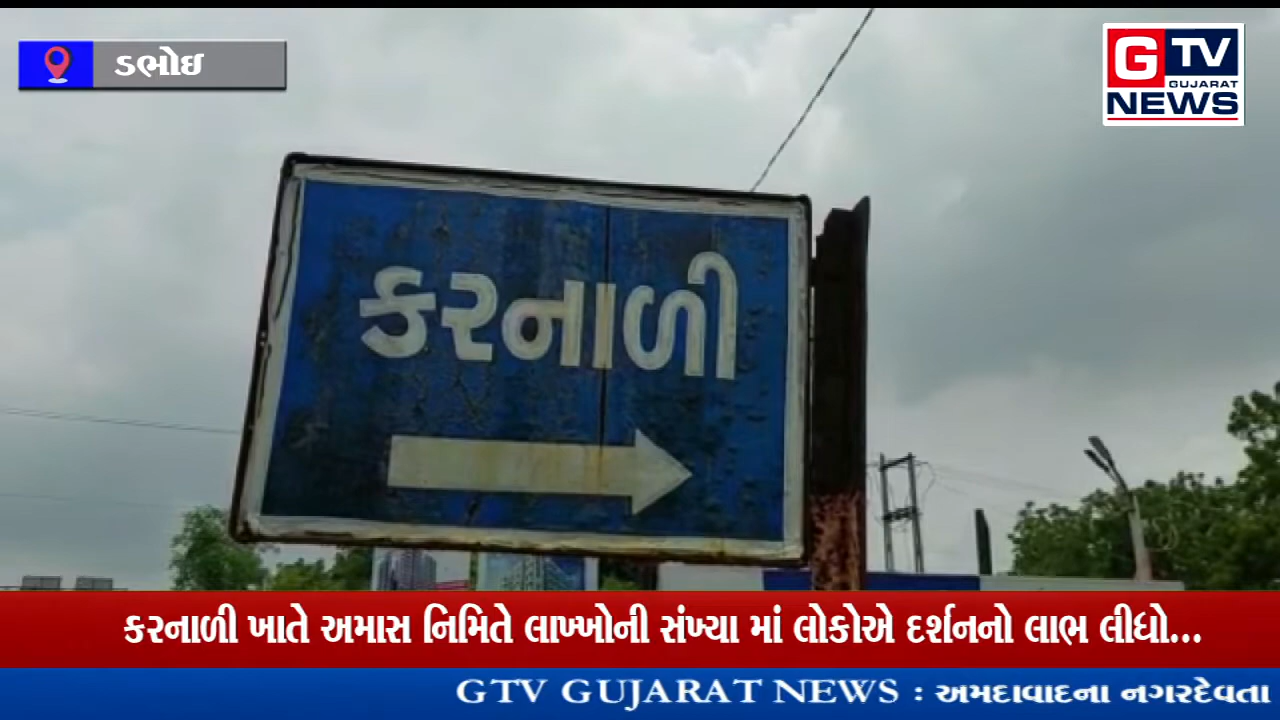 ડભોઇ
G TV
GUJARAT
NEWS
કરનાળી
કરનાળી ખાતે અમાસ નિમિતે લાખ્ખોની સંખ્યા માં લોકોએ દર્શનનો લાભ લીધો...
GTV GUJARAT NEWS : અમદાવાદના નગરદેવતા